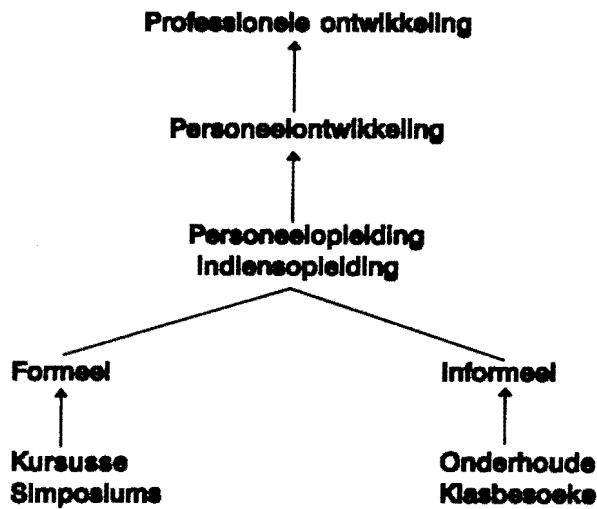 Professionele ontwikkeling
Personeelontwikkeling
Personeelopleiding
Indiensopleiding
Formeel
Informeel
Kursusse
Simposiums
Onderhoude
Klasbesoeke